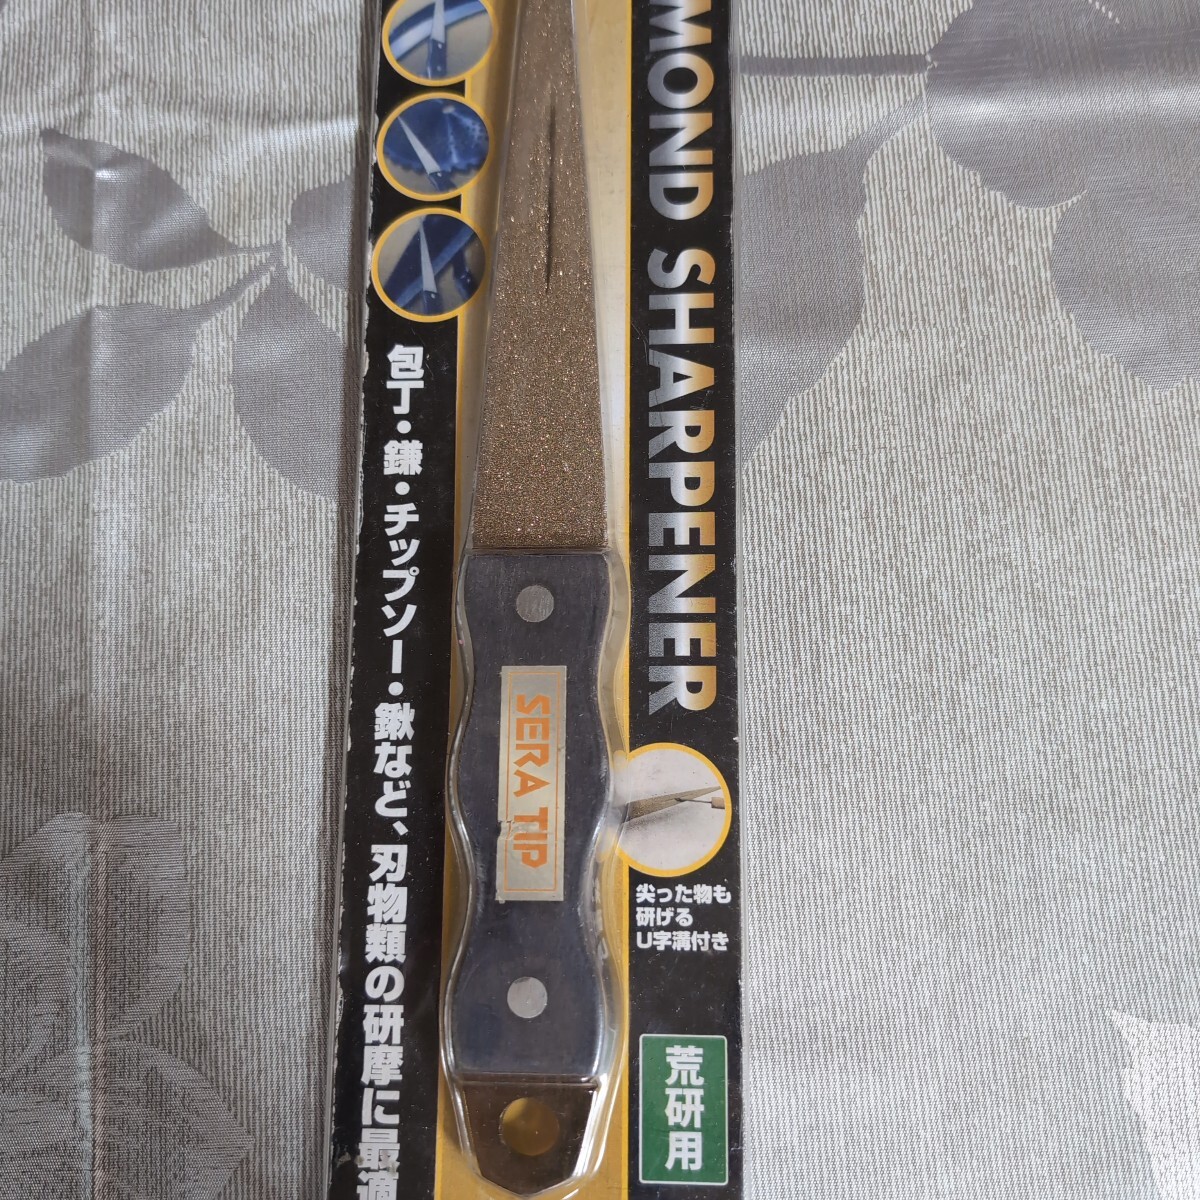 MOND SHARPENER
包丁・鎌・チップソー・鍬など、刃物類の研摩に最適
SERA TIP
尖った物も
研げる
U字溝付き
荒研用